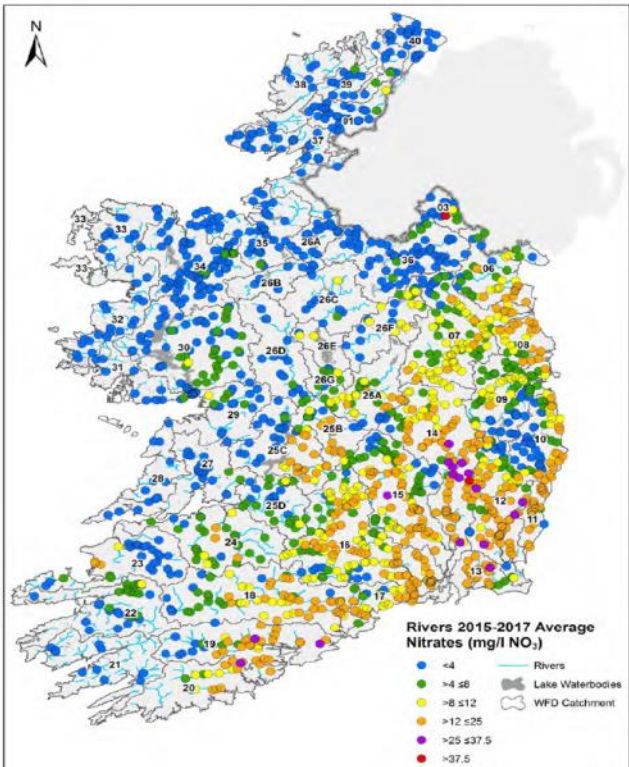 N
40
38
39
01
37
03
33
33
35
26A
36
06
34
33
26B
26C
32
26F
07
08
30
26D
26E
31
26G
25A
09
29
25B
14
10
27
25C
28
15
12
25D
11
24
16
23
13
18
17
22
19
21
20
Rivers 2015-2017 Average
Nitrates (mg/l NO₃)
<4
>4 ≤8
>8 ≤12
>12 ≤25
>25 ≤37.5
>37.5
Rivers
Lake Waterbodies
WFD Catchment